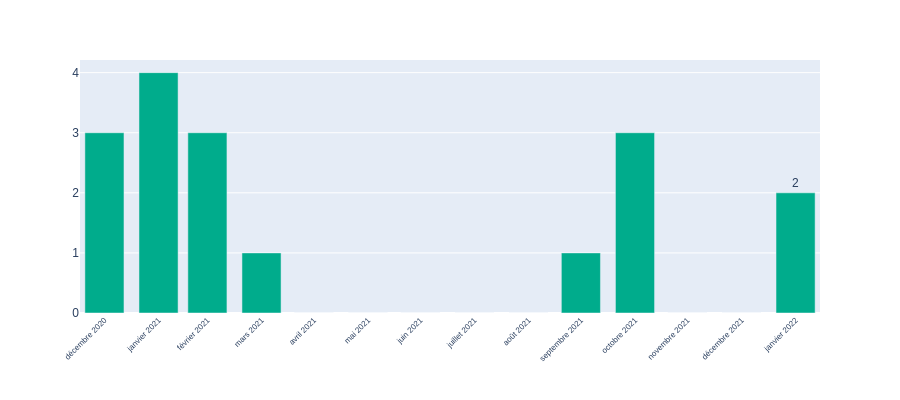 4
3
2
1
0
2
décembre 2020
janvier 2021
février 2021
mars 2021
avril 2021
mai 2021
juin 2021
juillet 2021
août 2021
septembre 2021
octobre 2021
novembre 2021
décembre 2021
janvier 2022